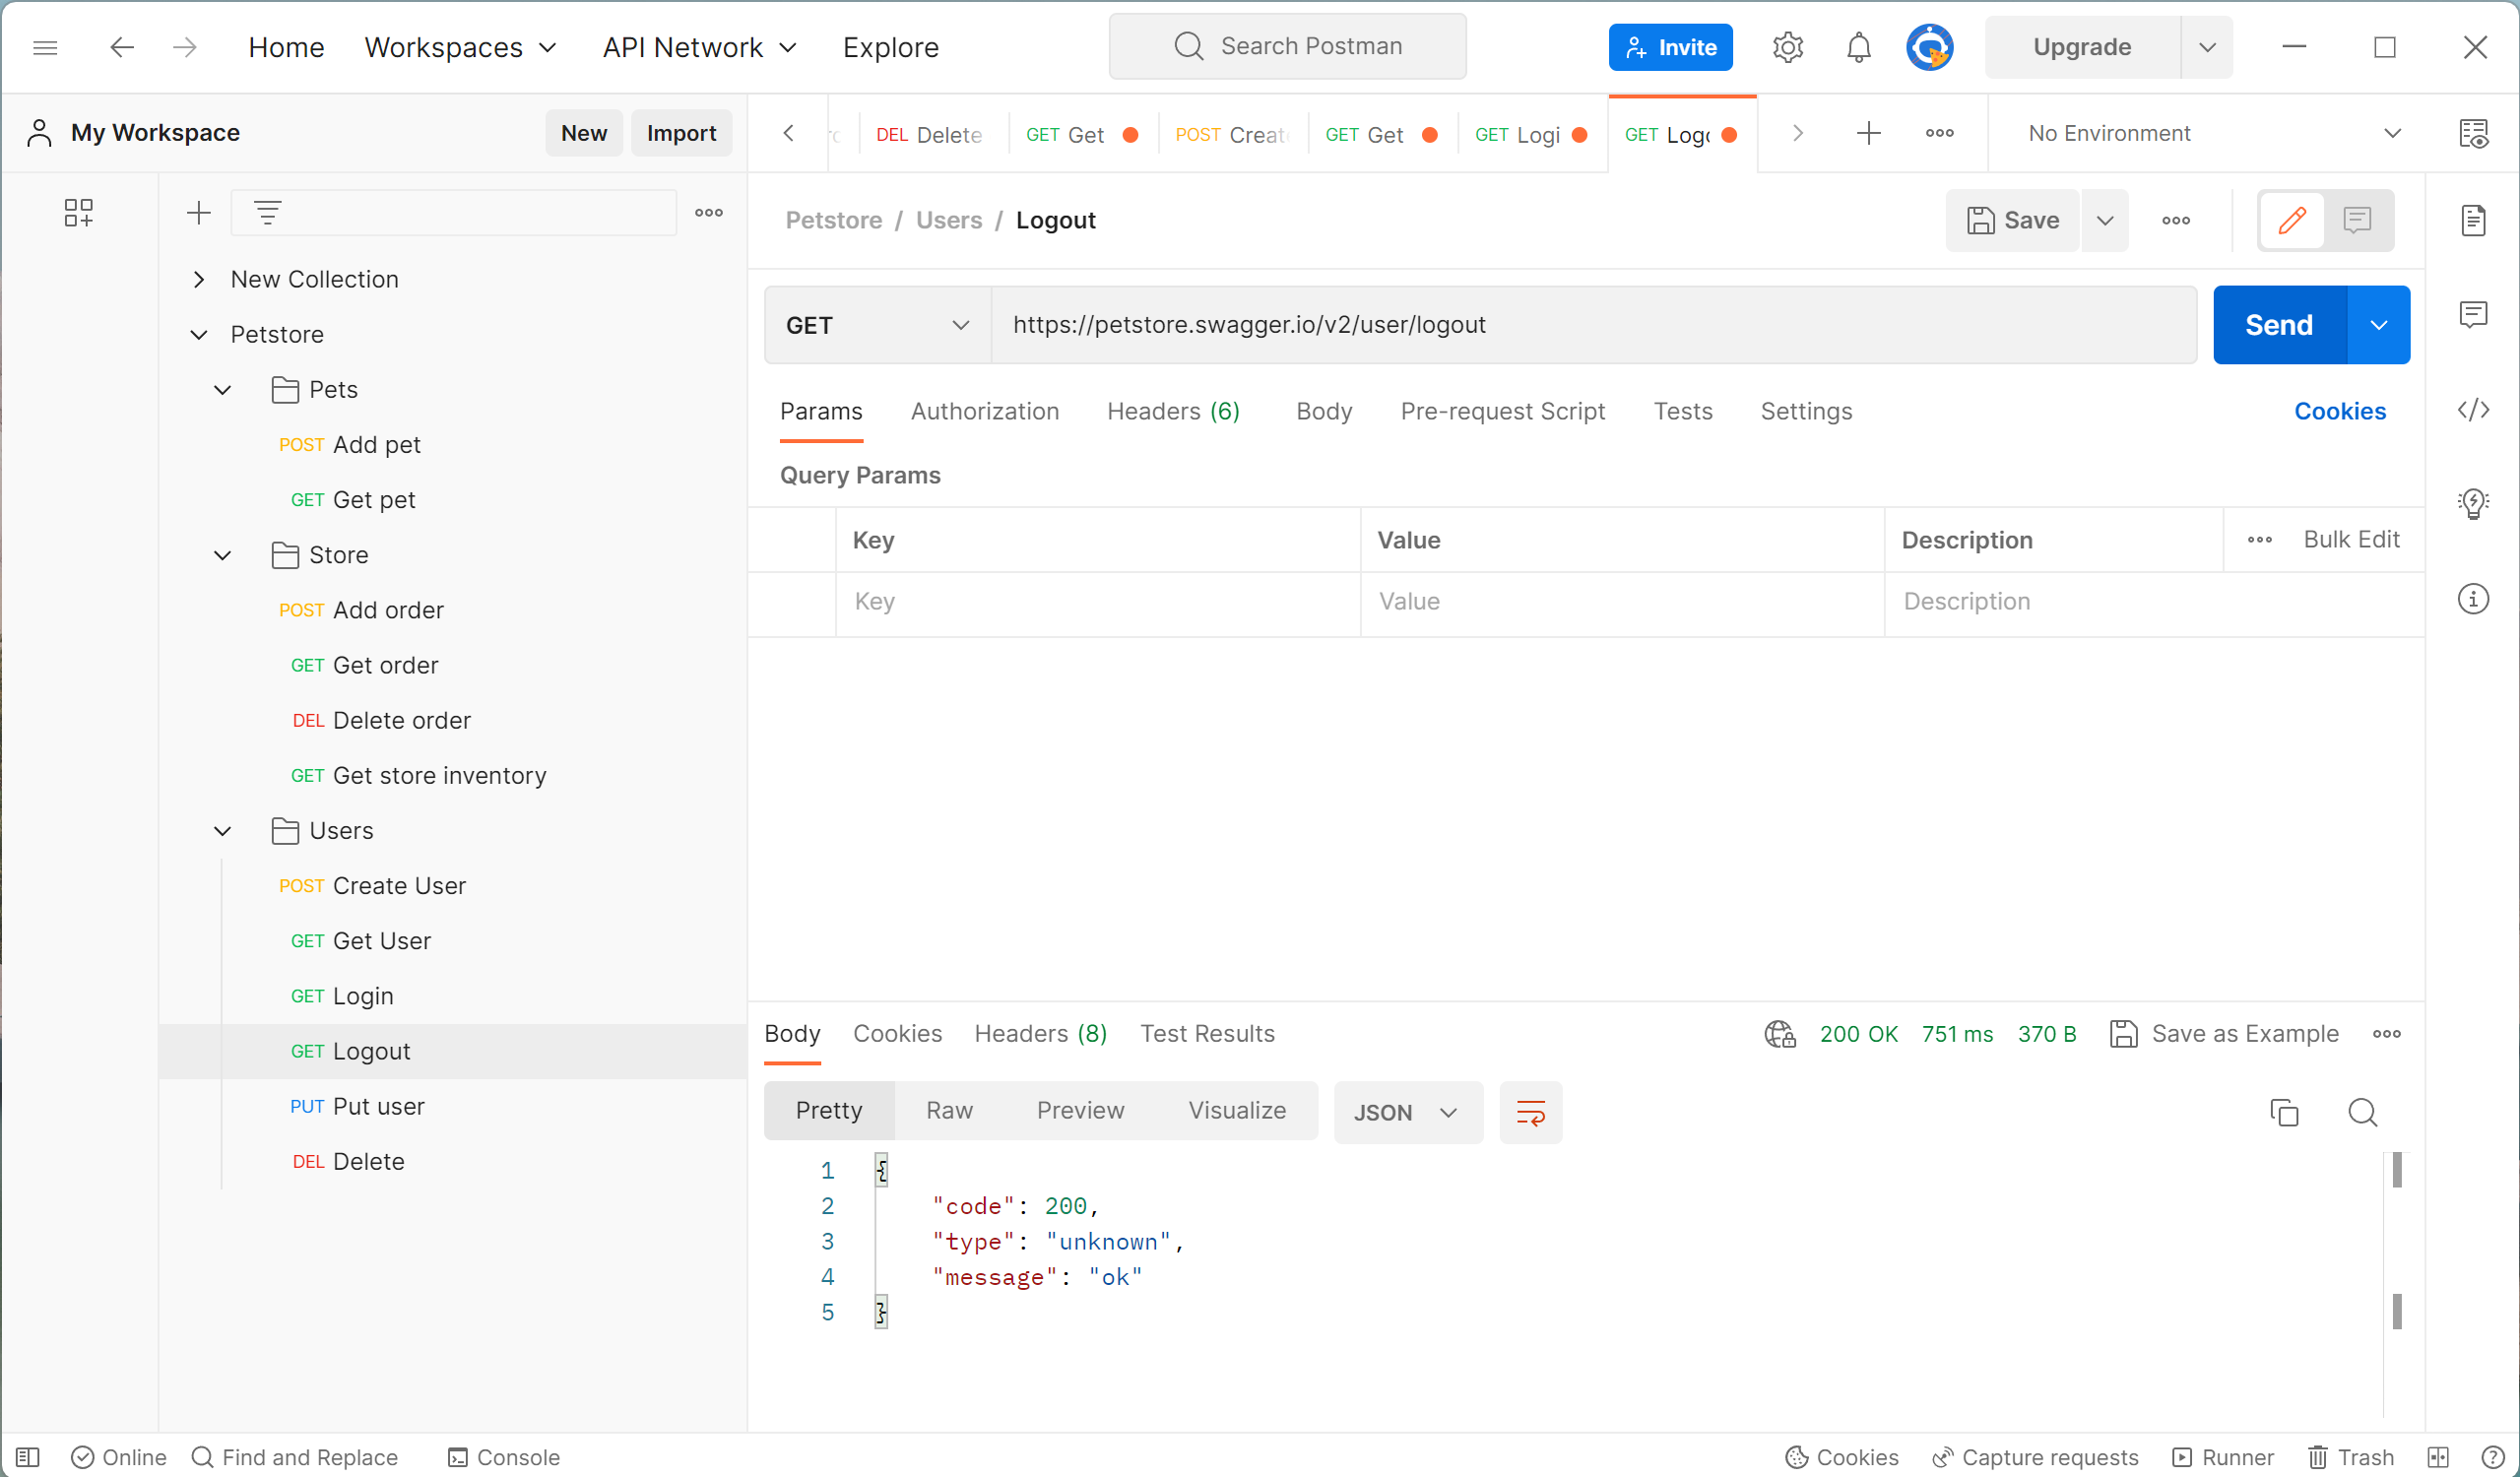 Home Workspaces API Network Explore Search Postman Invite Upgrade
My Workspace New Import
DEL Delete GET Get POST Creat GET Get GET Logi GET Logo No Environment
Petstore / Users / Logout Save
New Collection
Petstore
Pets
POST Add pet
GET Get pet
Store
POST Add order
GET Get order
DEL Delete order
GET Get store inventory
Users
POST Create User
GET Get User
GET Login
GET Logout
PUT Put user
DEL Delete
GET https://petstore.swagger.io/v2/user/logout Send
Params Authorization Headers (6) Body Pre-request Script Tests Settings Cookies
Query Params
Key Value Description Bulk Edit
Key Value Description
Body Cookies Headers (8) Test Results 200 OK 751 ms 370 B Save as Example
Pretty Raw Preview Visualize JSON
1 {
2 "code": 200,
3 "type": "unknown",
4 "message": "ok"
5 }
Online Find and Replace Console Cookies Capture requests Runner Trash